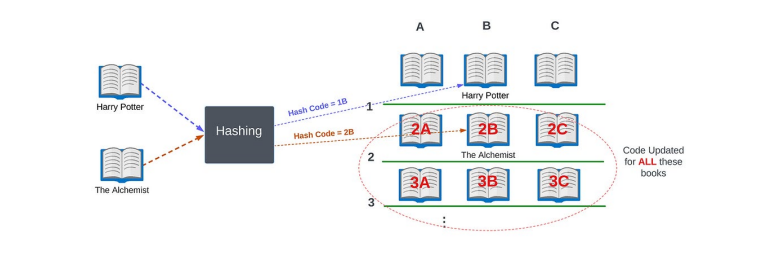 A B C
Harry Potter
Harry Potter
Hash Code = 1B
1
Hashing
Hash Code = 2B
2A 2B 2C
2
The Alchemist
Code Updated
for ALL these
books
The Alchemist
3A 3B 3C
3
⋮